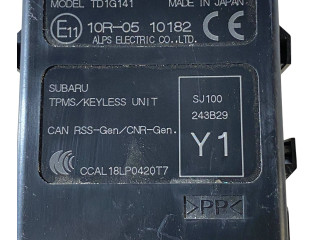 MODEL TD1G141 MADE IN JAPAN
E11 10R-05 10182
ALPS ELECTRIC CO.,LTD.
SUBARU
TPMS/KEYLESS UNIT
CAN RSS-Gen/CNR-Gen.
CCAL18LP0420T7
SJ100
243B29
Y1
>PP<